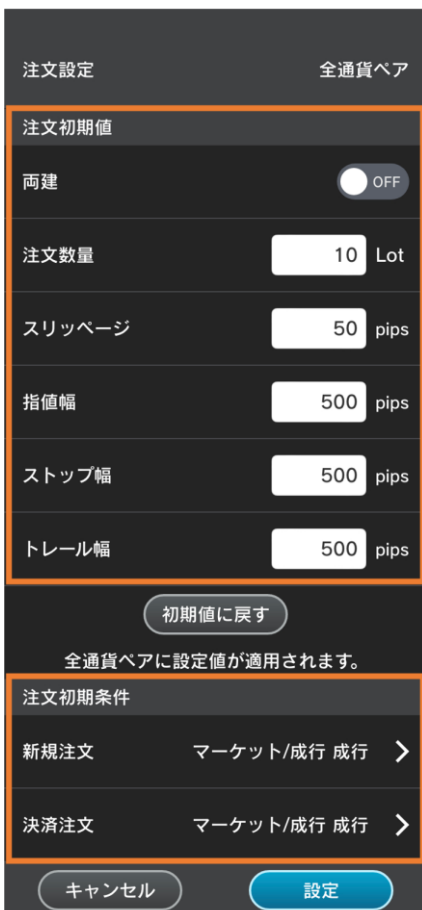 注文設定 全通貨ペア
注文初期値
両建 OFF
注文数量 10 Lot
スリッページ 50 pips
指値幅 500 pips
ストップ幅 500 pips
トレール幅 500 pips
初期値に戻す
全通貨ペアに設定値が適用されます。
注文初期条件
新規注文 マーケット/成行 成行
決済注文 マーケット/成行 成行
キャンセル 設定